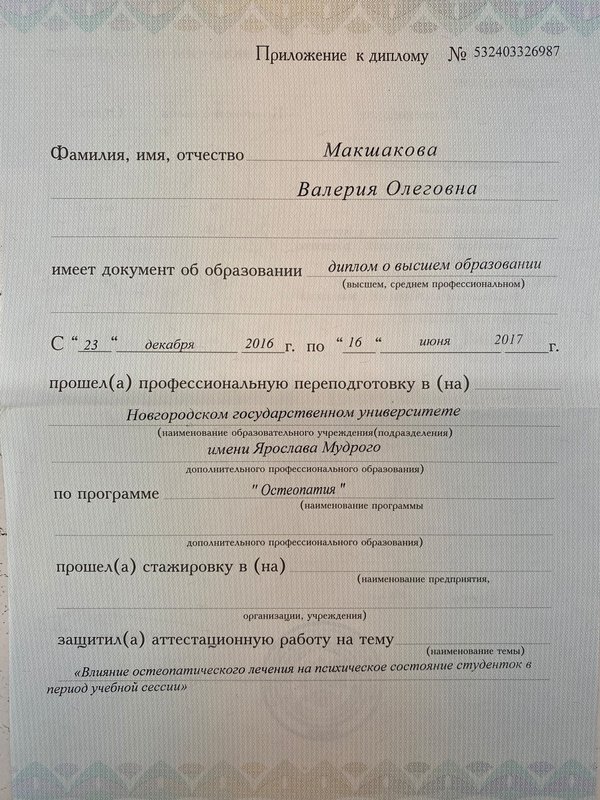 Приложение к диплому № 532403326987
Фамилия, имя, отчество Макшакова
Валерия Олеговна
имеет документ об образовании диплом о высшем образовании
(высшем, среднем профессиональном)
С “ 23 “ декабря 2016 г. по “ 16 “ июня 2017 г.
прошел(а) профессиональную переподготовку в (на)
Новгородском государственном университете
(наименование образовательного учреждения(подразделения)
имени Ярослава Мудрого
дополнительного профессионального образования)
по программе " Остеопатия "
(наименование программы
дополнительного профессионального образования)
прошел(а) стажировку в (на)
(наименование предприятия,
организации, учреждения)
защитил(а) аттестационную работу на тему
(наименование темы)
«Влияние остеопатического лечения на психическое состояние студенток в
период учебной сессии»